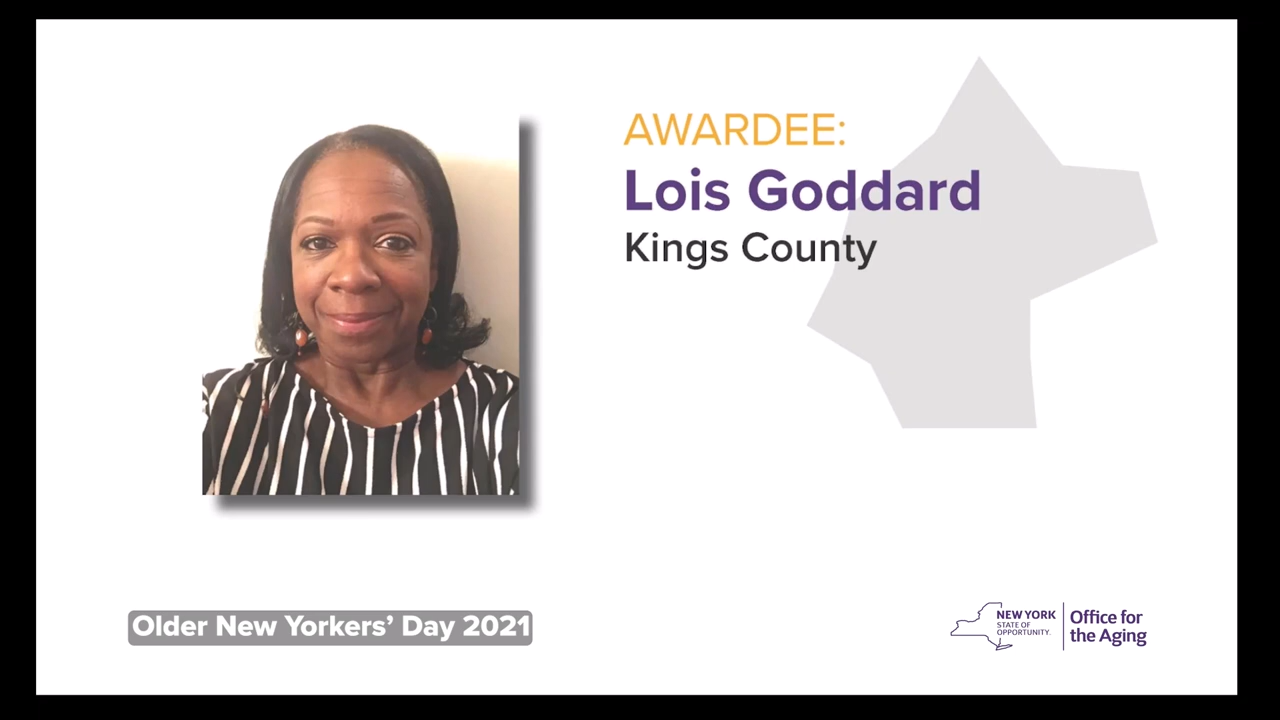 AWARDEE:
Lois Goddard
Kings County
Older New Yorkers’ Day 2021
NEW YORK
STATE OF
OPPORTUNITY.
Office for
the Aging